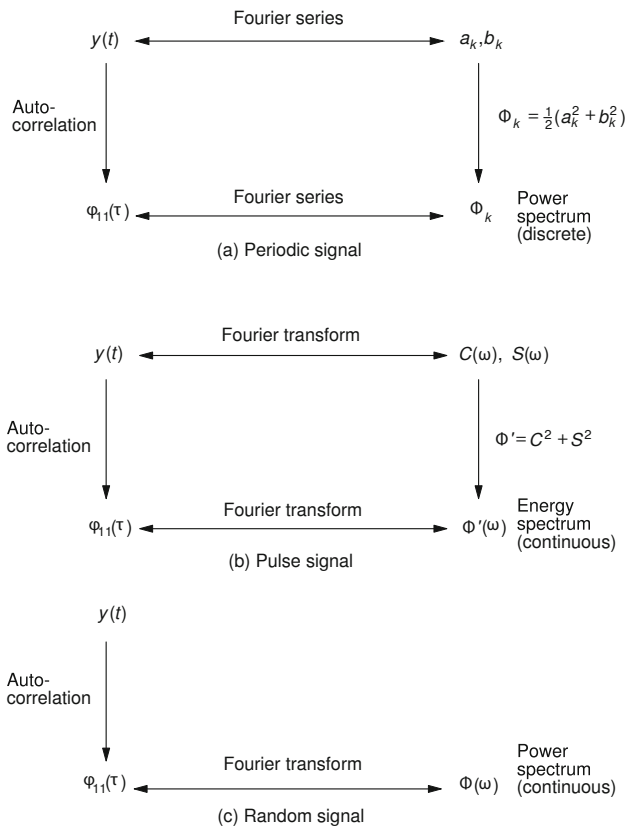 Fourier series
y(t)
a_k,b_k
Auto-
correlation
Φ_k = ½(a_k² + b_k²)
φ₁₁(τ)
Fourier series
Φ_k
Power
spectrum
(discrete)
(a) Periodic signal
y(t)
Fourier transform
C(ω), S(ω)
Auto-
correlation
Φ'= C² + S²
φ₁₁(τ)
Fourier transform
Φ'(ω)
Energy
spectrum
(continuous)
(b) Pulse signal
y(t)
Auto-
correlation
φ₁₁(τ)
Fourier transform
Φ(ω)
Power
spectrum
(continuous)
(c) Random signal